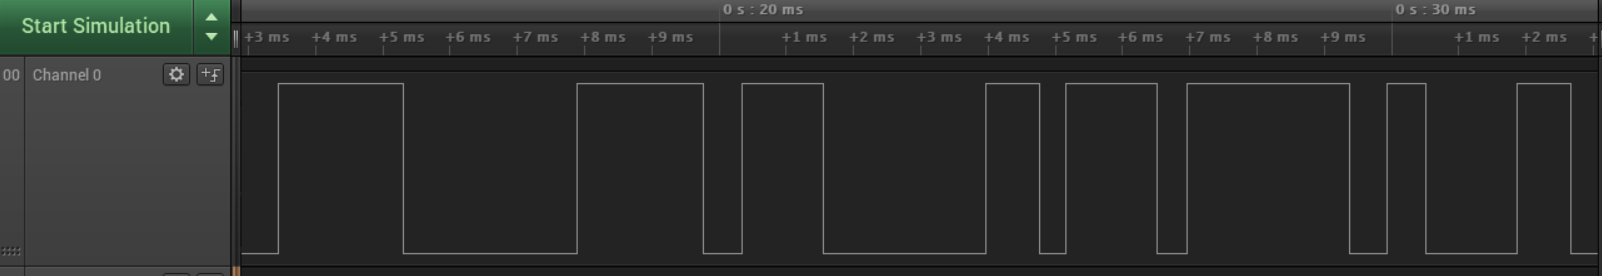 Start Simulation
0 s : 20 ms
0 s : 30 ms
+3 ms +4 ms +5 ms +6 ms +7 ms +8 ms +9 ms +1 ms +2 ms +3 ms +4 ms +5 ms +6 ms +7 ms +8 ms +9 ms +1 ms +2 ms +
00 Channel 0